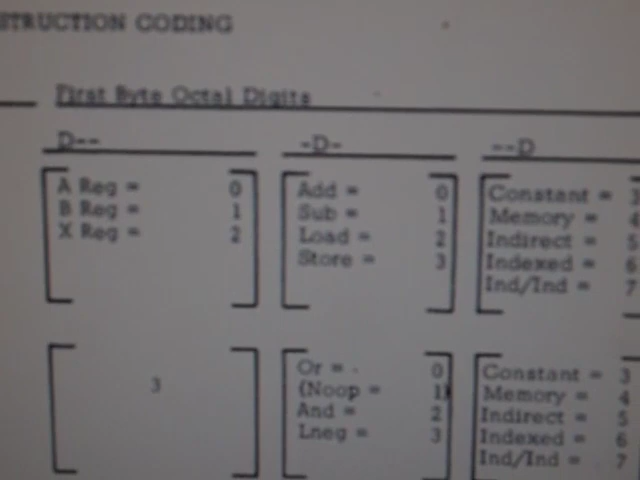 STRUCTION CODING
First Byte Octal Digits
D-- -D- --D
A Reg = 0 Add = 0 Constant = 3
B Reg = 1 Sub = 1 Memory = 4
X Reg = 2 Load = 2 Indirect = 5
Store = 3 Indexed = 6
Ind/Ind = 7
Or = 0 Constant = 3
3 (Noop = 1) Memory = 4
And = 2 Indirect = 5
Lneg = 3 Indexed = 6
Ind/Ind = 7